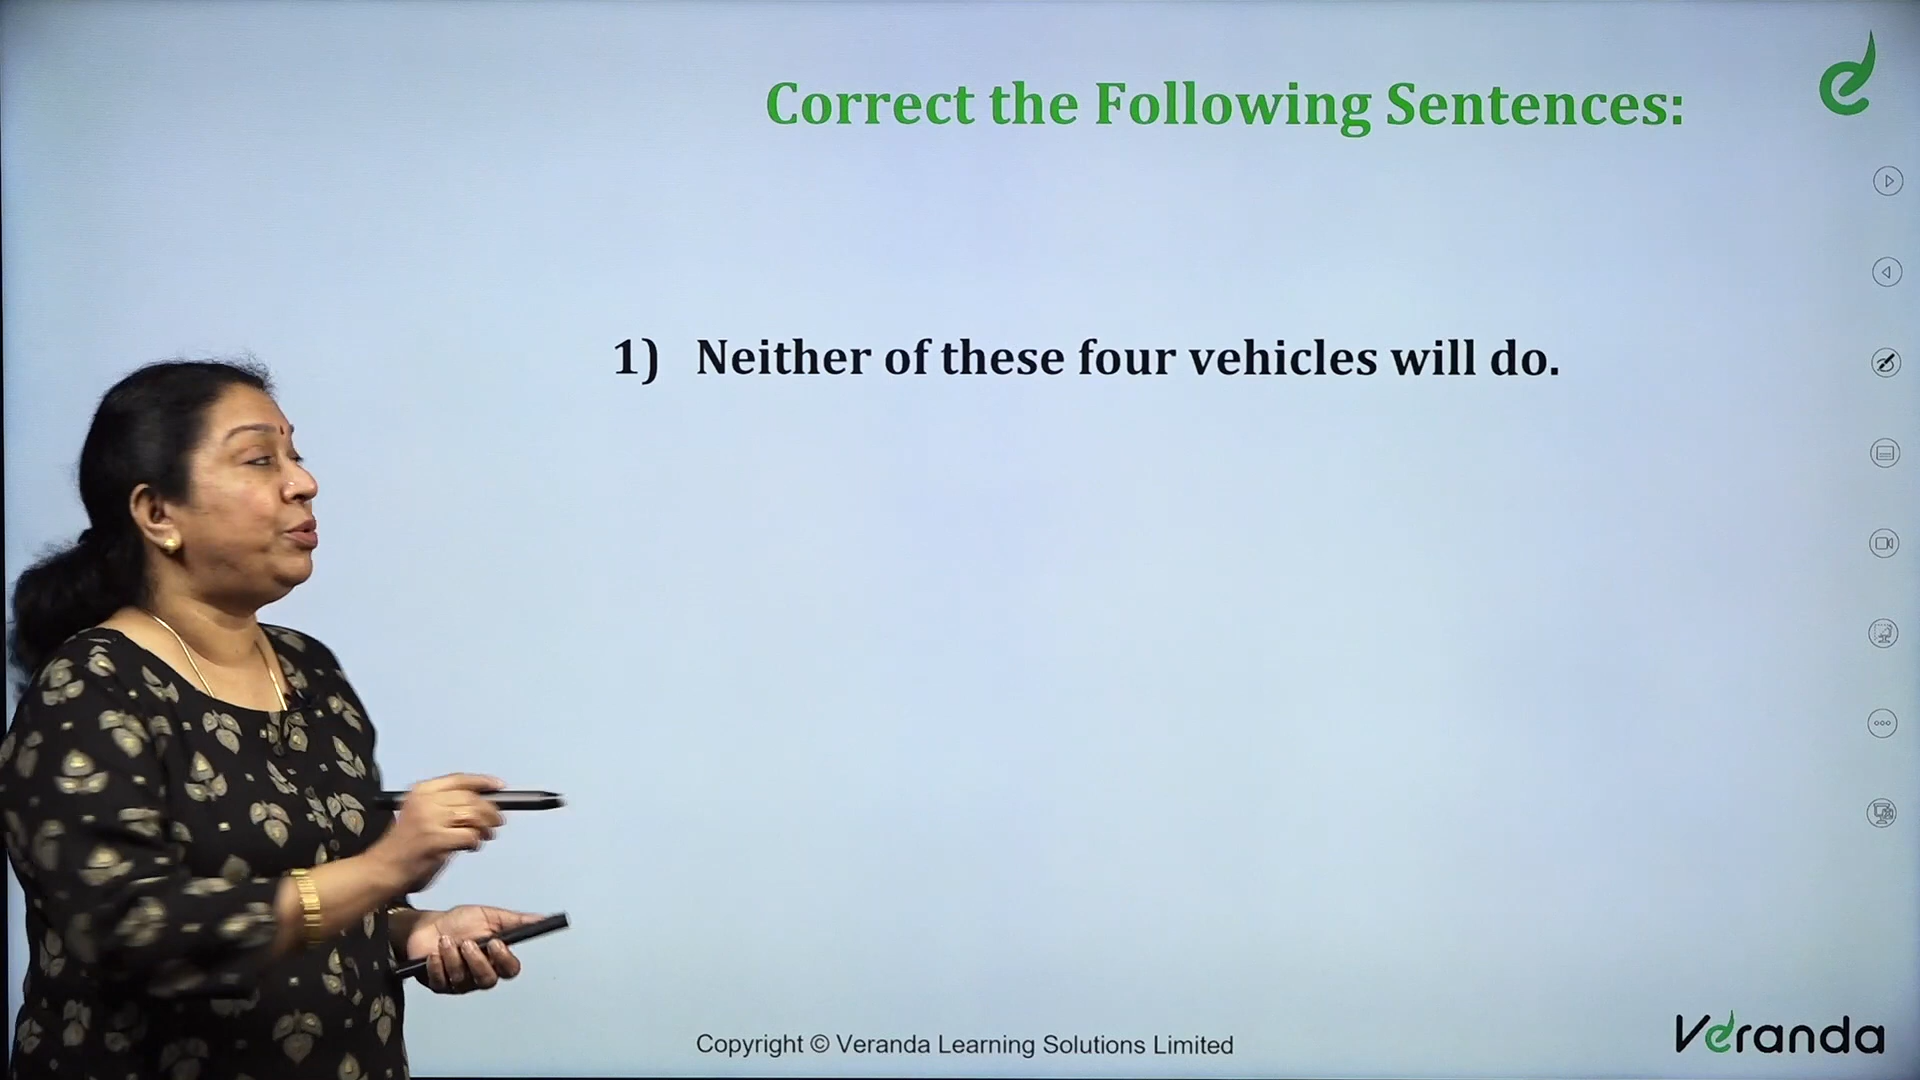 Correct the Following Sentences:
1) Neither of these four vehicles will do.
Copyright © Veranda Learning Solutions Limited
Veranda